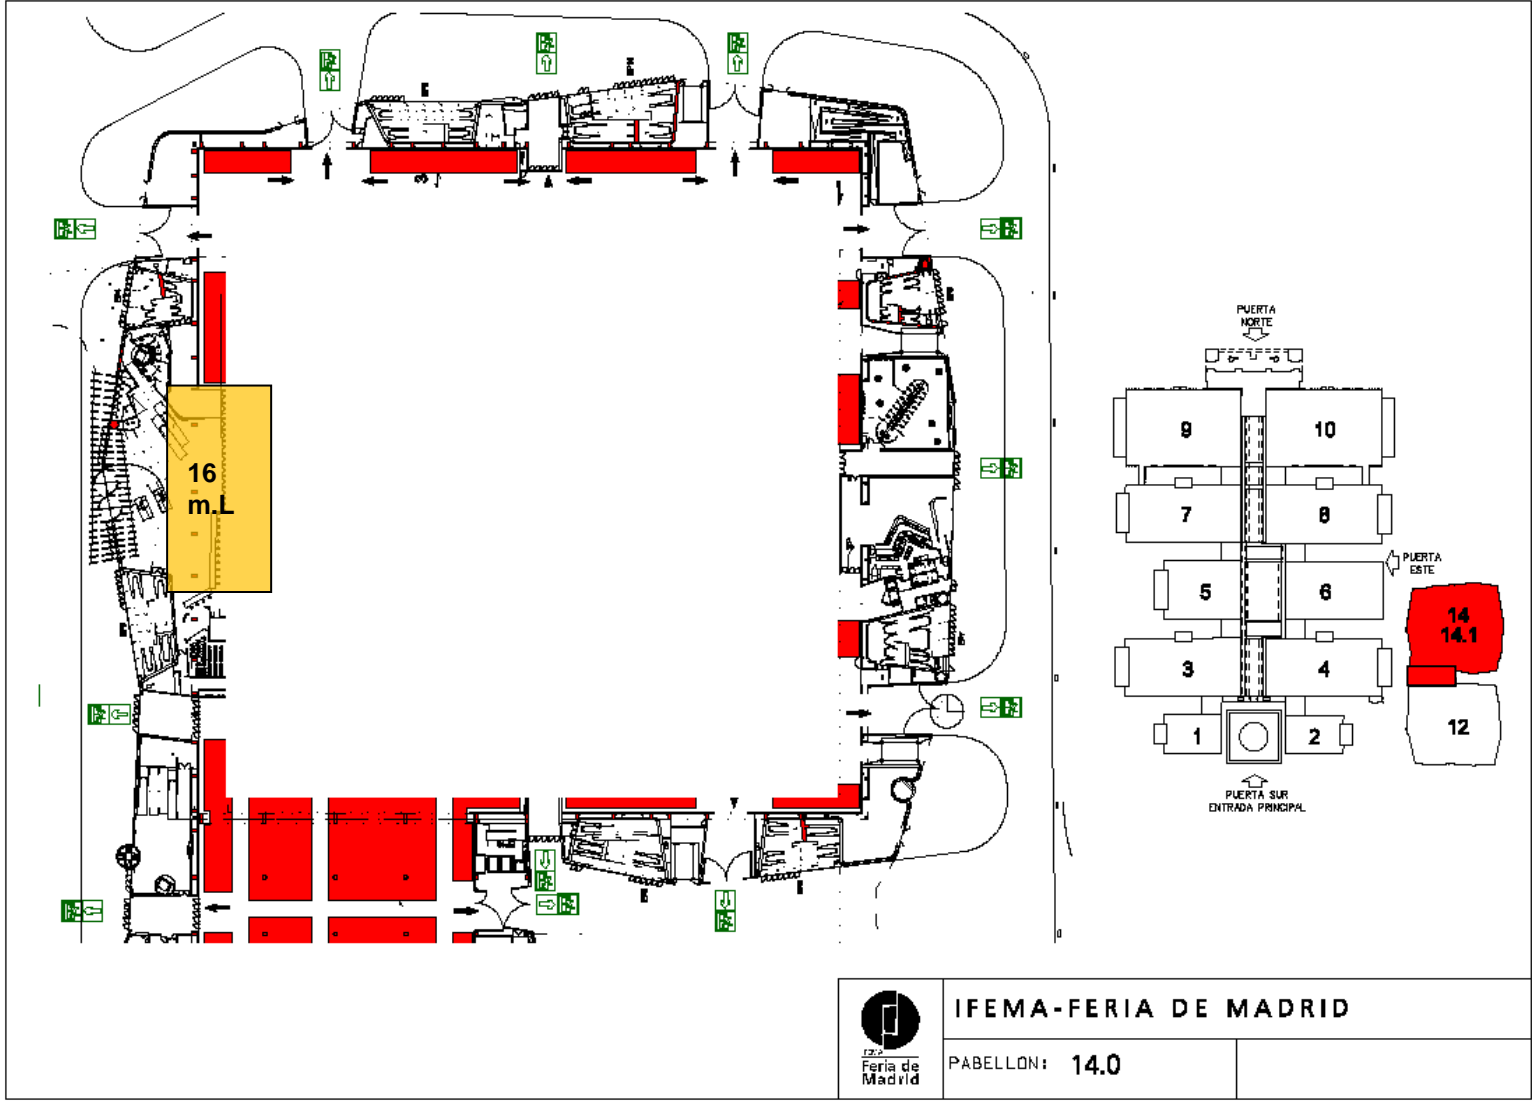 16
m.L
PUERTA
NORTE
9
10
7
8
PUERTA
ESTE
5
6
14
14.1
3
4
12
1
2
PUERTA SUR
ENTRADA PRINCIPAL
IFEMA-FERIA DE MADRID
Feria de
Madrid
PABELLON: 14.0